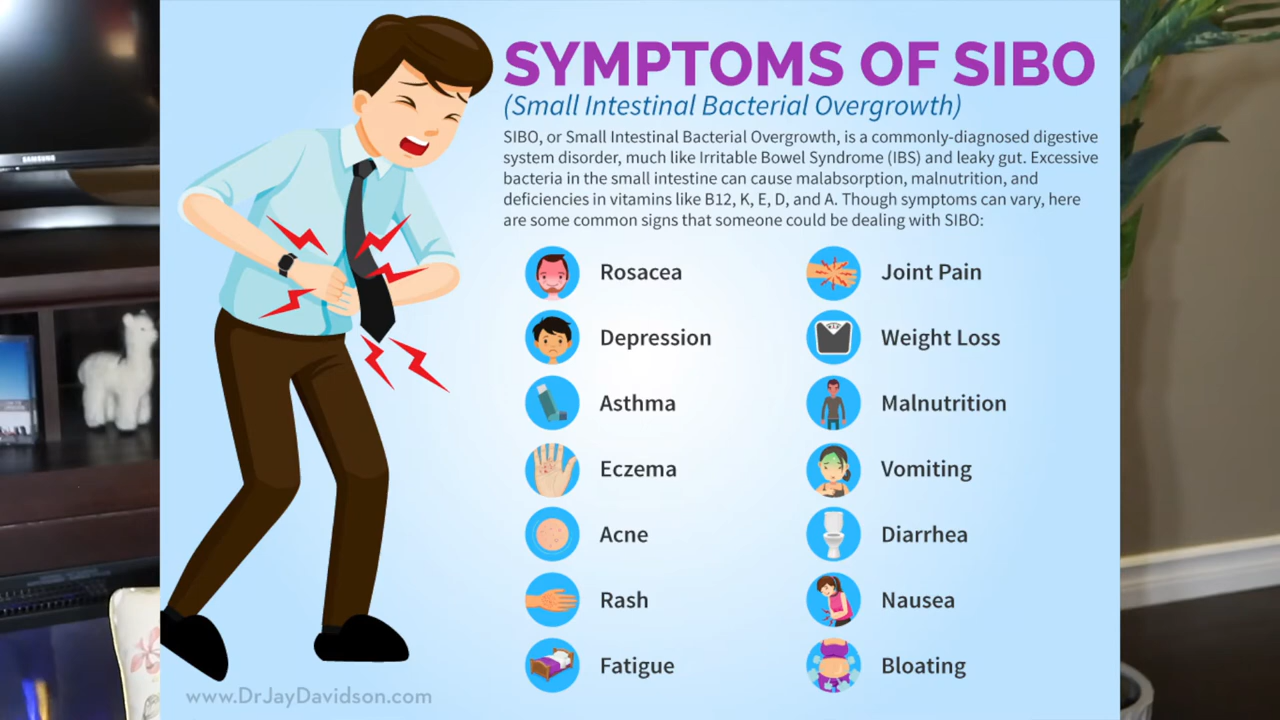 SAMSUNG
SYMPTOMS OF SIBO
(Small Intestinal Bacterial Overgrowth)
SIBO, or Small Intestinal Bacterial Overgrowth, is a commonly-diagnosed digestive
system disorder, much like Irritable Bowel Syndrome (IBS) and leaky gut. Excessive
bacteria in the small intestine can cause malabsorption, malnutrition, and
deficiencies in vitamins like B12, K, E, D, and A. Though symptoms can vary, here
are some common signs that someone could be dealing with SIBO:
Rosacea
Depression
Asthma
Eczema
Acne
Rash
Fatigue
Joint Pain
Weight Loss
Malnutrition
Vomiting
Diarrhea
Nausea
Bloating
www.DrJayDavidson.com